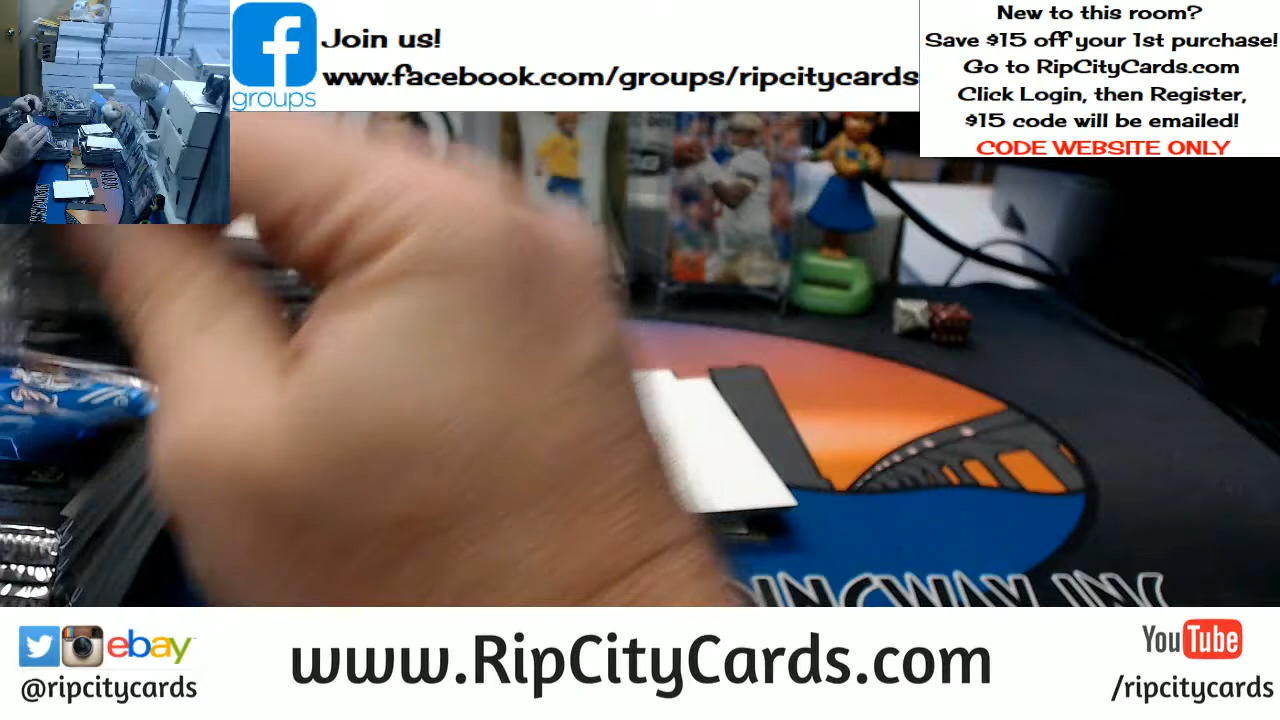 Join us!
www.facebook.com/groups/ripcitycards
groups
New to this room?
Save $15 off your 1st purchase!
Go to RipCityCards.com
Click Login, then Register,
$15 code will be emailed!
CODE WEBSITE ONLY
ebay
@ripcitycards
www.RipCityCards.com
YouTube
/ripcitycards